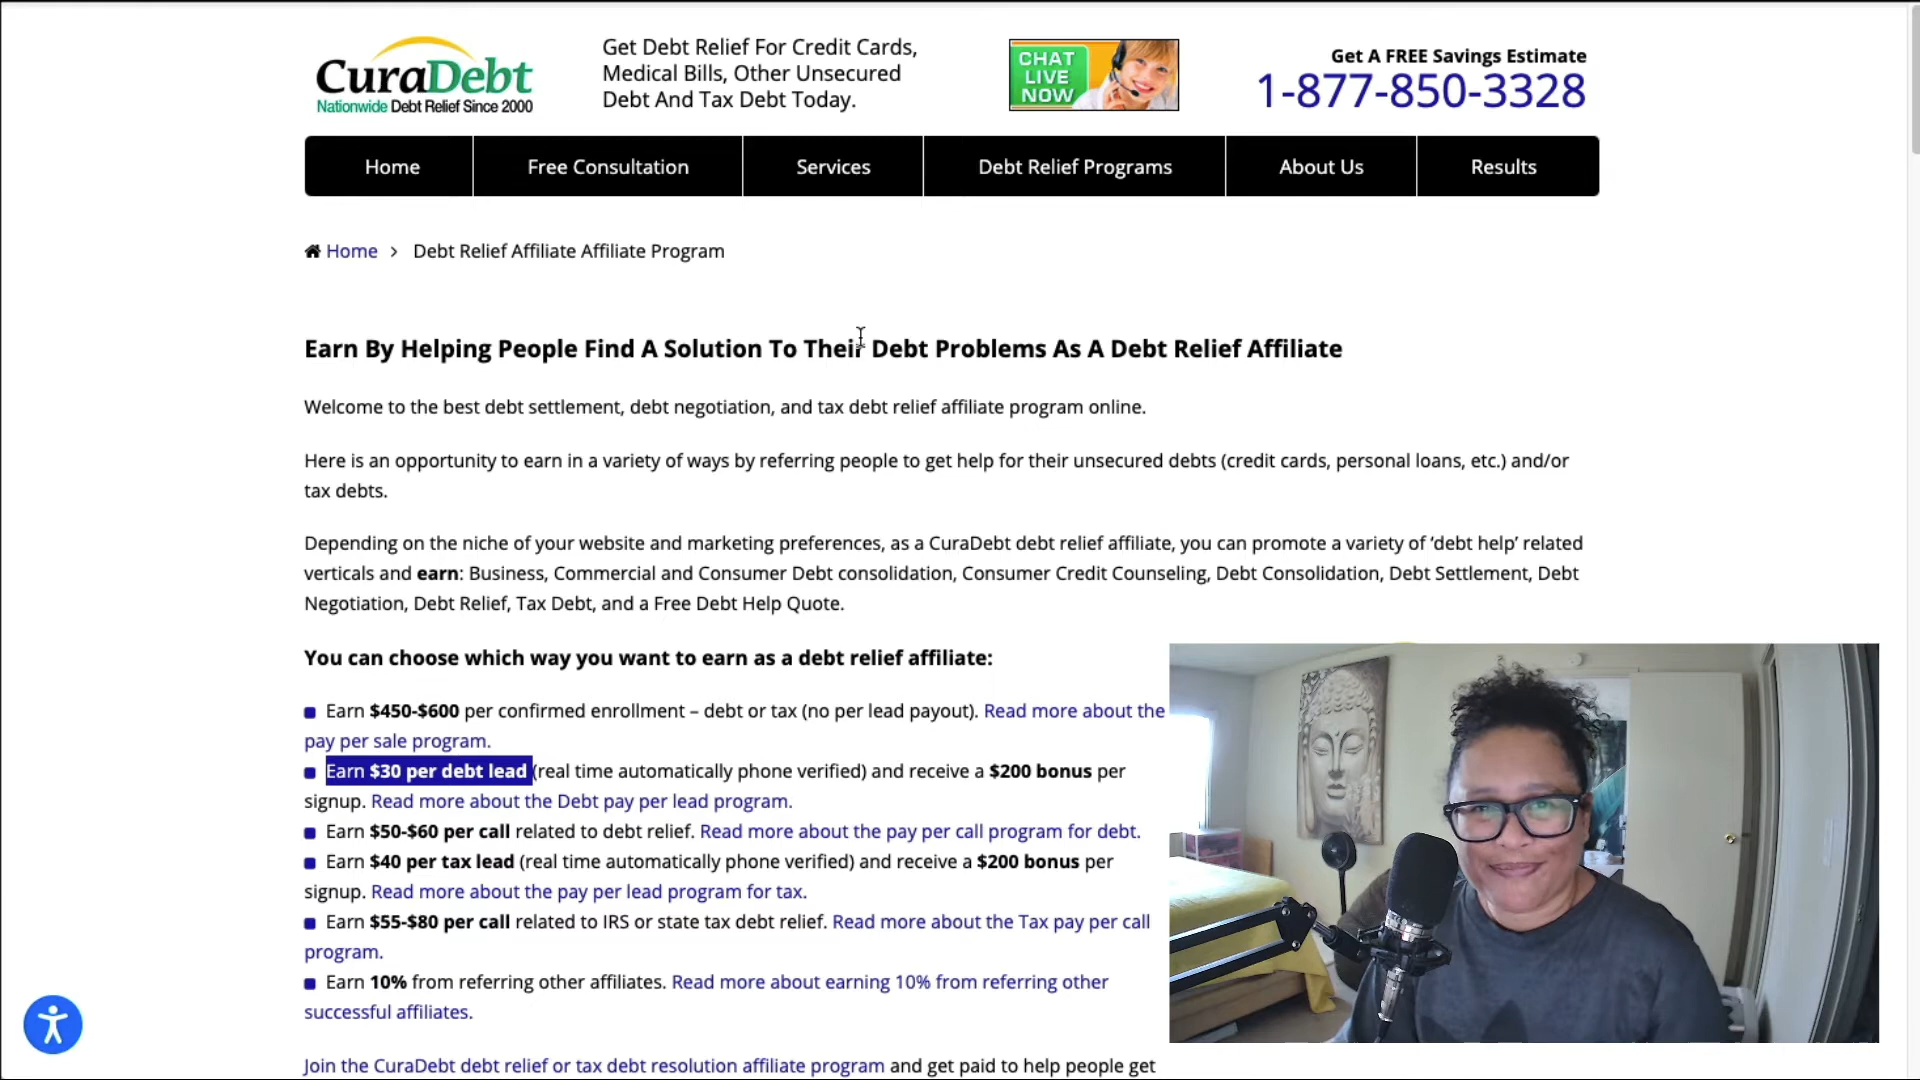 CuraDebt
Nationwide Debt Relief Since 2000
Get Debt Relief For Credit Cards,
Medical Bills, Other Unsecured
Debt And Tax Debt Today.
CHAT
LIVE
NOW
Get A FREE Savings Estimate
1-877-850-3328
Home
Free Consultation
Services
Debt Relief Programs
About Us
Results
Home > Debt Relief Affiliate Affiliate Program
Earn By Helping People Find A Solution To Their Debt Problems As A Debt Relief Affiliate
Welcome to the best debt settlement, debt negotiation, and tax debt relief affiliate program online.
Here is an opportunity to earn in a variety of ways by referring people to get help for their unsecured debts (credit cards, personal loans, etc.) and/or
tax debts.
Depending on the niche of your website and marketing preferences, as a CuraDebt debt relief affiliate, you can promote a variety of ‘debt help’ related
verticals and earn: Business, Commercial and Consumer Debt consolidation, Consumer Credit Counseling, Debt Consolidation, Debt Settlement, Debt
Negotiation, Debt Relief, Tax Debt, and a Free Debt Help Quote.
You can choose which way you want to earn as a debt relief affiliate:
Earn $450-$600 per confirmed enrollment – debt or tax (no per lead payout). Read more about the
pay per sale program.
Earn $30 per debt lead (real time automatically phone verified) and receive a $200 bonus per
signup. Read more about the Debt pay per lead program.
Earn $50-$60 per call related to debt relief. Read more about the pay per call program for debt.
Earn $40 per tax lead (real time automatically phone verified) and receive a $200 bonus per
signup. Read more about the pay per lead program for tax.
Earn $55-$80 per call related to IRS or state tax debt relief. Read more about the Tax pay per call
program.
Earn 10% from referring other affiliates. Read more about earning 10% from referring other
successful affiliates.
Join the CuraDebt debt relief or tax debt resolution affiliate program and get paid to help people get